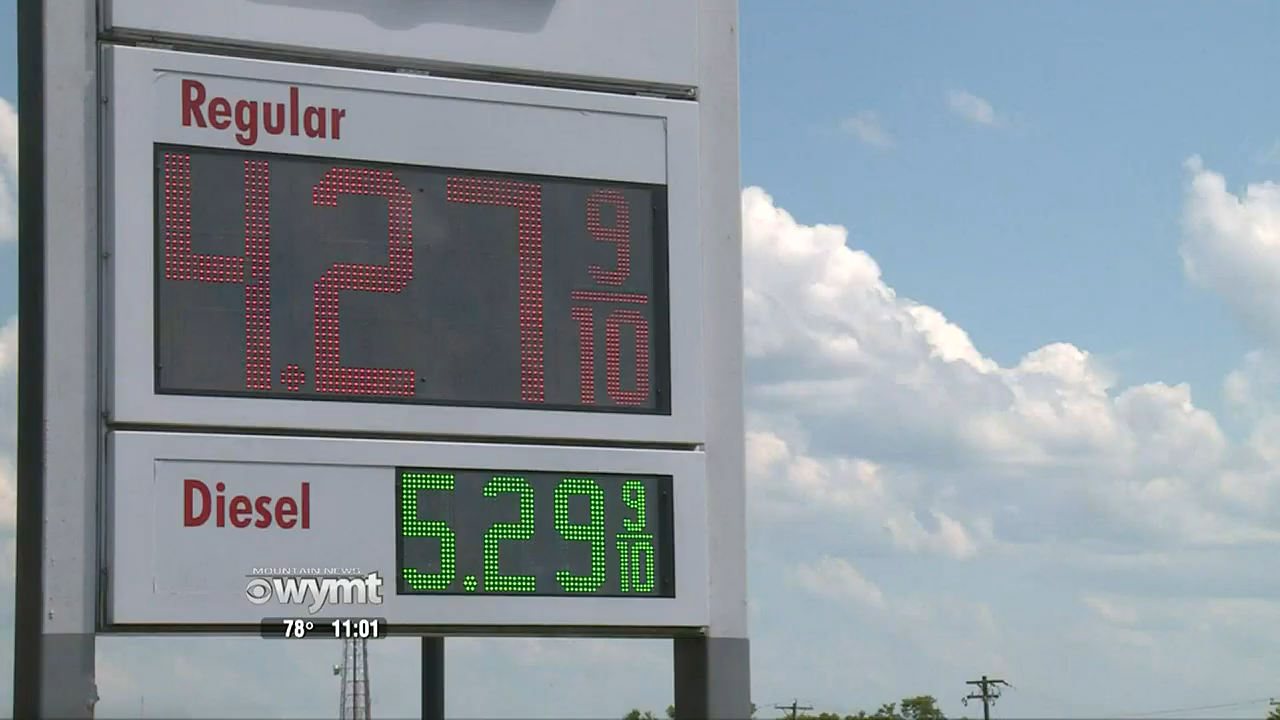 Regular
4.27 9/10
Diesel
5.29 9/10
MOUNTAIN NEWS
wymt
78° 11:01